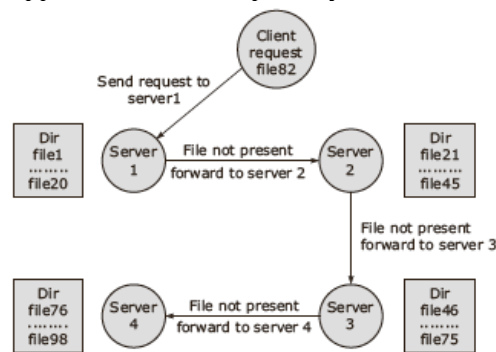 Client
request
file82
Send request to
server1
Dir
file1
........
file20
Server
1
File not present
forward to server 2
Server
2
Dir
file21
........
file45
File not present
forward to server 3
Dir
file76
........
file98
Server
4
File not present
forward to server 4
Server
3
Dir
file46
........
file75